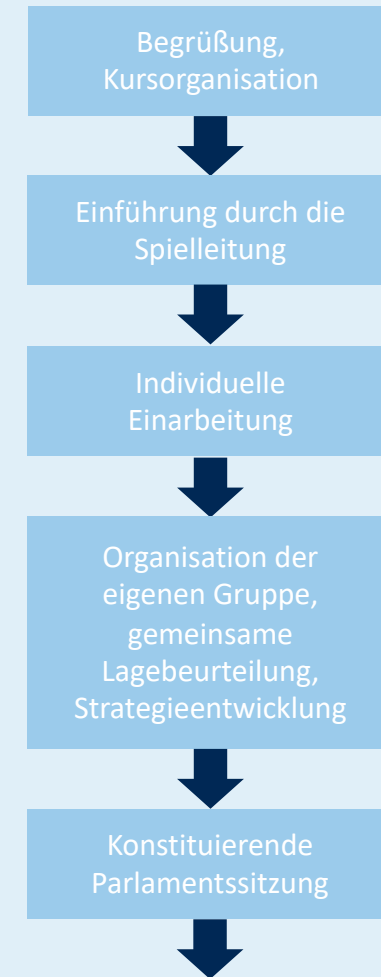 Begrüßung,
Kursorganisation
Einführung durch die
Spielleitung
Individuelle
Einarbeitung
Organisation der
eigenen Gruppe,
gemeinsame
Lagebeurteilung,
Strategieentwicklung
Konstituierende
Parlamentssitzung